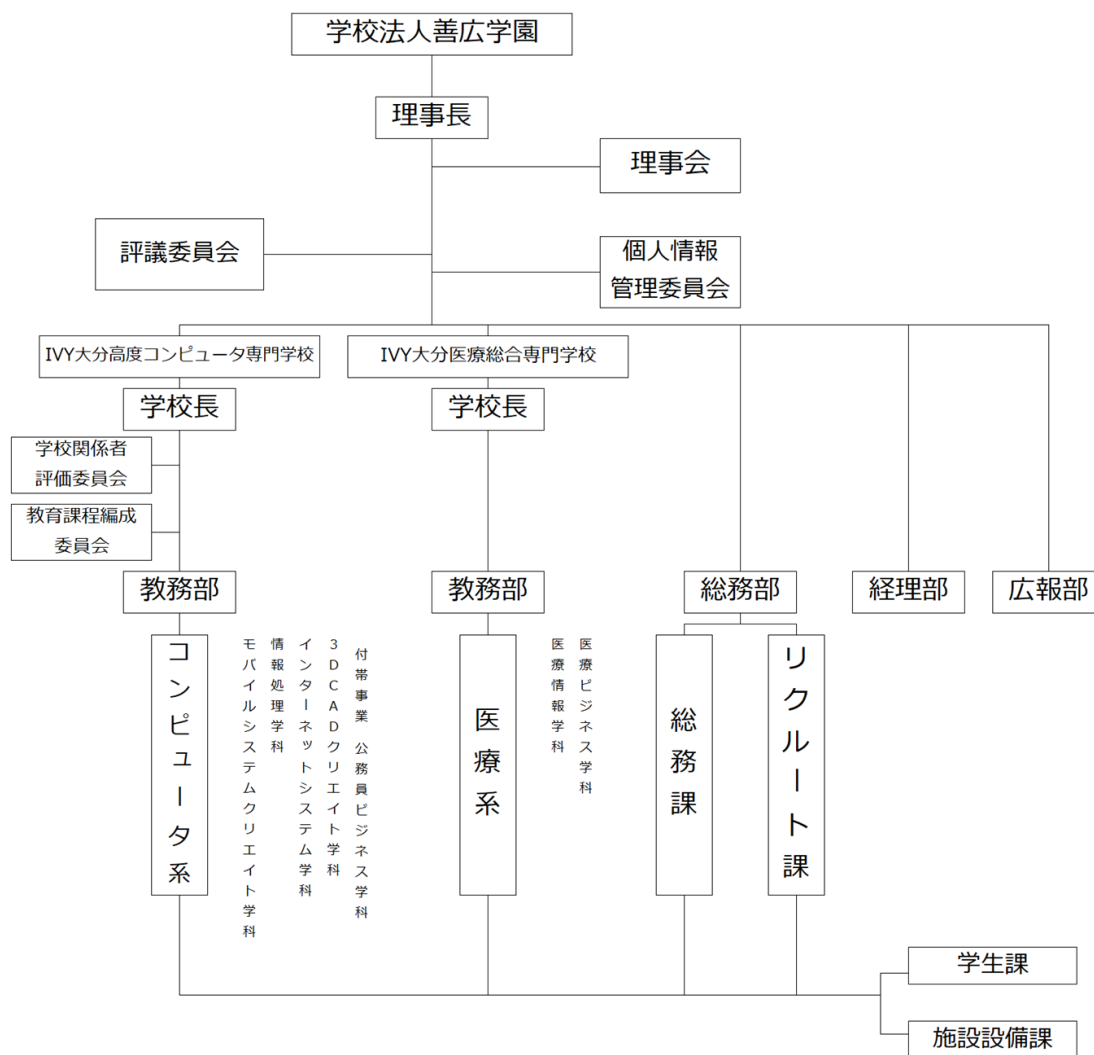 学校法人善広学園
理事長
理事会
評議委員会
個人情報
管理委員会
IVY大分高度コンピュータ専門学校
IVY大分医療総合専門学校
学校長
学校長
学校関係者
評価委員会
教育課程編成
委員会
教務部
教務部
総務部
経理部
広報部
コンピュータ系
付帯事業 公務員ビジネス学科
3DCADクリエイト学科
インターネットシステム学科
情報処理学科
モバイルシステムクリエイト学科
医療系
医療ビジネス学科
医療情報学科
総務課
リクルート課
学生課
施設設備課